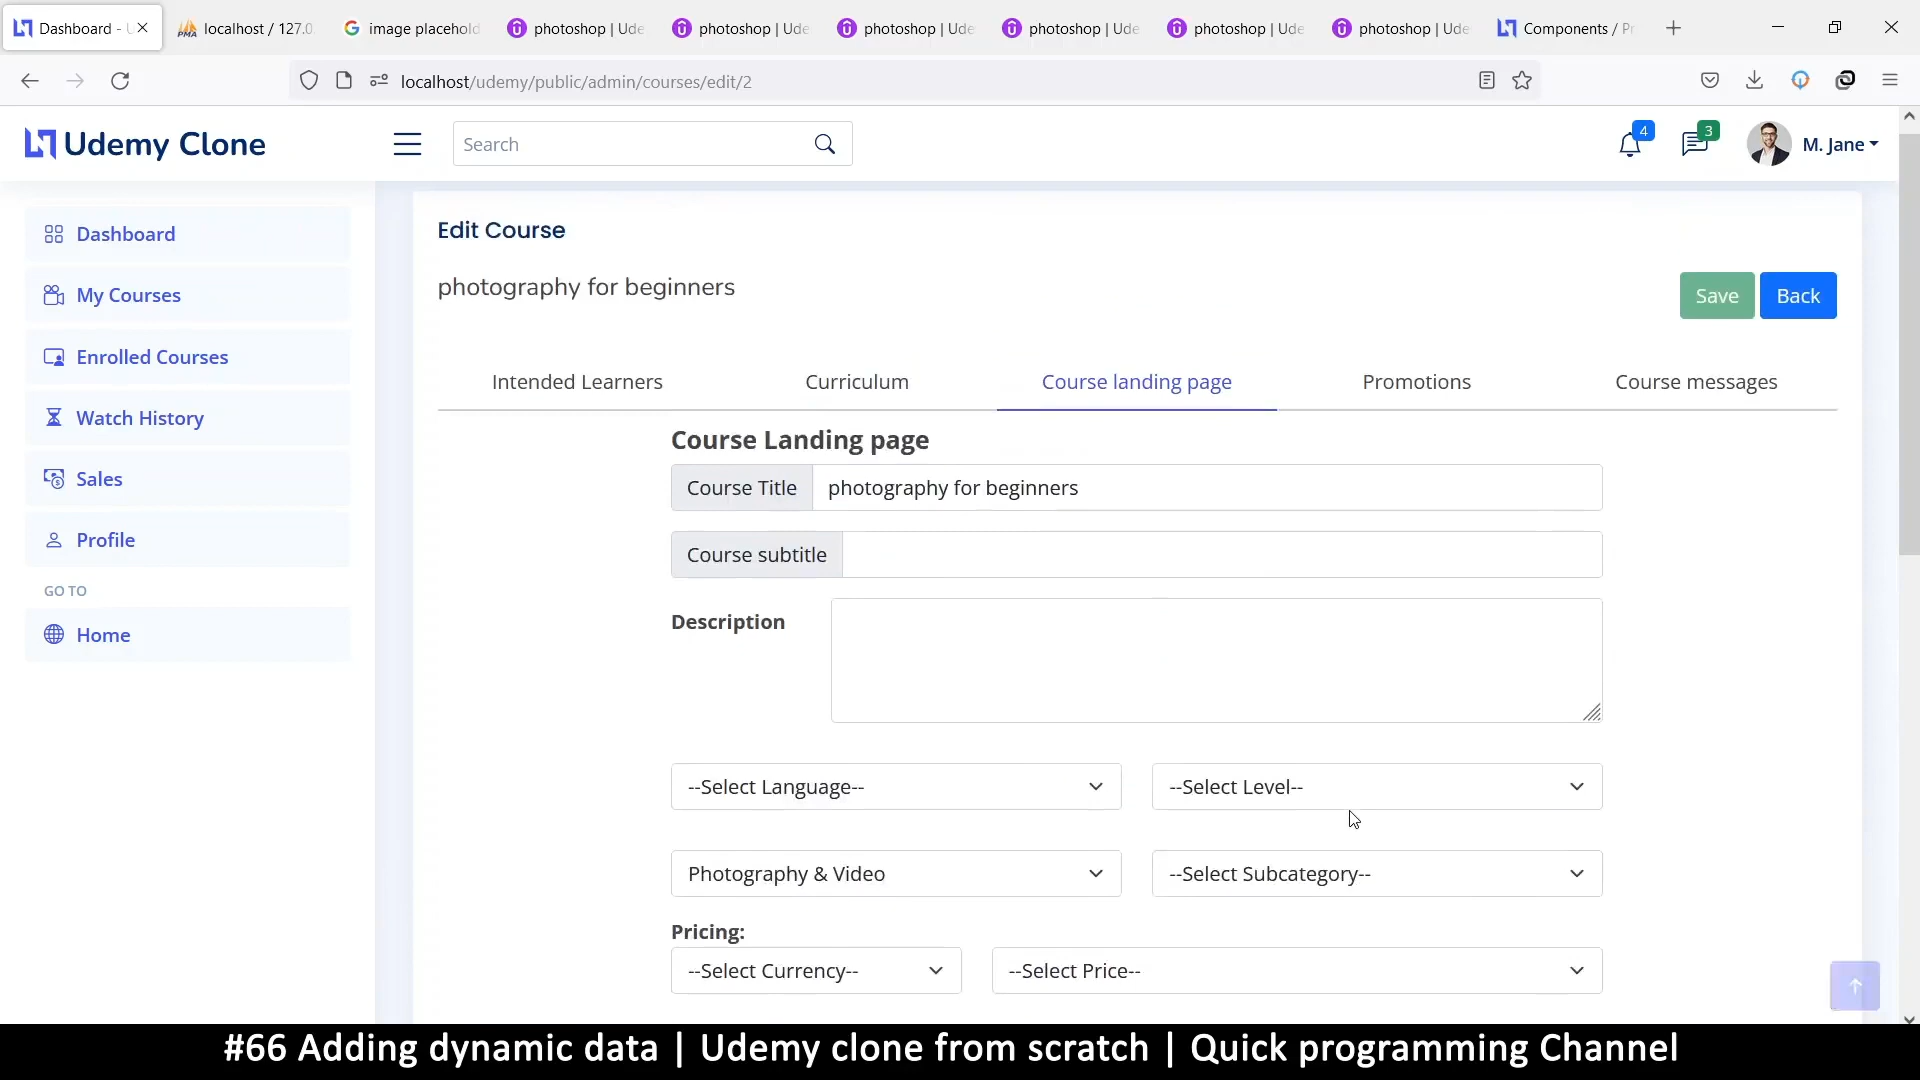 Dashboard - U
localhost / 127.0.
image placehold
photoshop | Ude
photoshop | Ude
photoshop | Ude
photoshop | Ude
photoshop | Ude
photoshop | Ude
Components / Pr
localhost/udemy/public/admin/courses/edit/2
Udemy Clone
Search
4
3
M. Jane
Dashboard
My Courses
Enrolled Courses
Watch History
Sales
Profile
GO TO
Home
Edit Course
photography for beginners
Save
Back
Intended Learners
Curriculum
Course landing page
Promotions
Course messages
Course Landing page
Course Title
photography for beginners
Course subtitle
Description
--Select Language--
--Select Level--
Photography & Video
--Select Subcategory--
Pricing:
--Select Currency--
--Select Price--
#66 Adding dynamic data | Udemy clone from scratch | Quick programming Channel